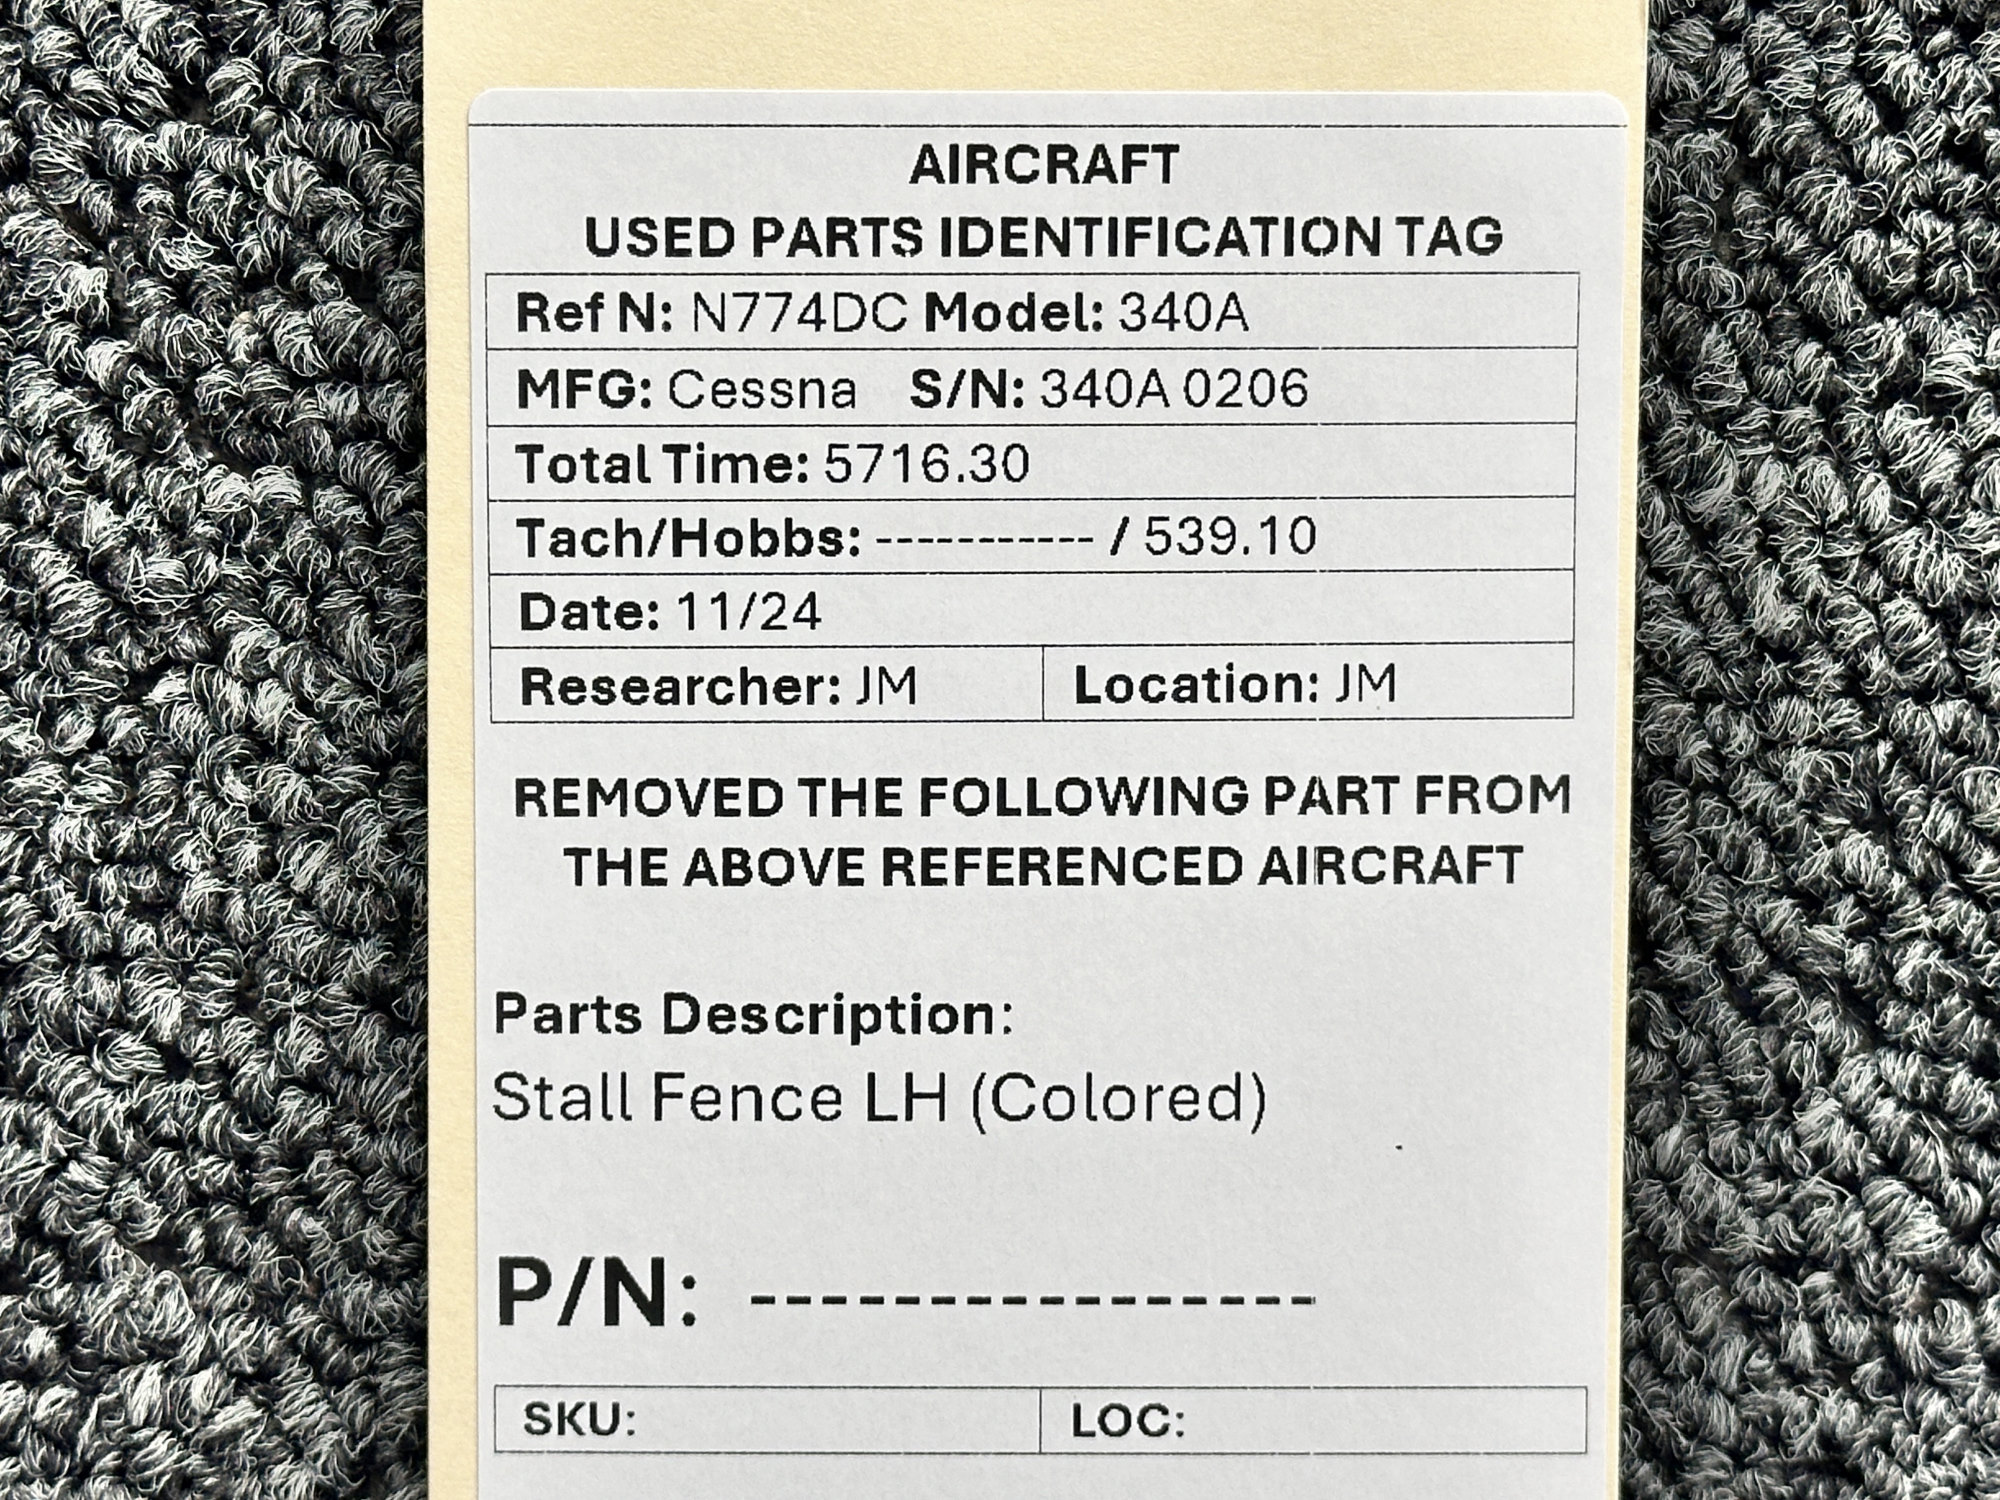 AIRCRAFT
USED PARTS IDENTIFICATION TAG
Ref N: N774DC Model: 340A
MFG: Cessna S/N: 340A 0206
Total Time: 5716.30
Tach/Hobbs: ----------- / 539.10
Date: 11/24
Researcher: JM Location: JM
REMOVED THE FOLLOWING PART FROM
THE ABOVE REFERENCED AIRCRAFT
Parts Description:
Stall Fence LH (Colored)
P/N: ----------------
SKU: LOC: